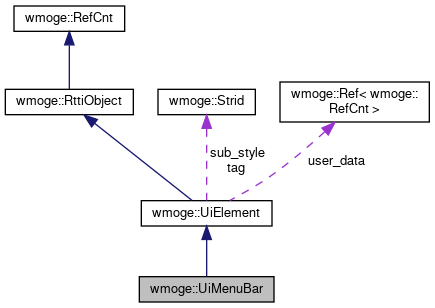 wmoge::RefCnt
wmoge::RttiObject
wmoge::Strid
wmoge::Ref< wmoge::
RefCnt >
sub_style
tag
user_data
wmoge::UiElement
wmoge::UiMenuBar